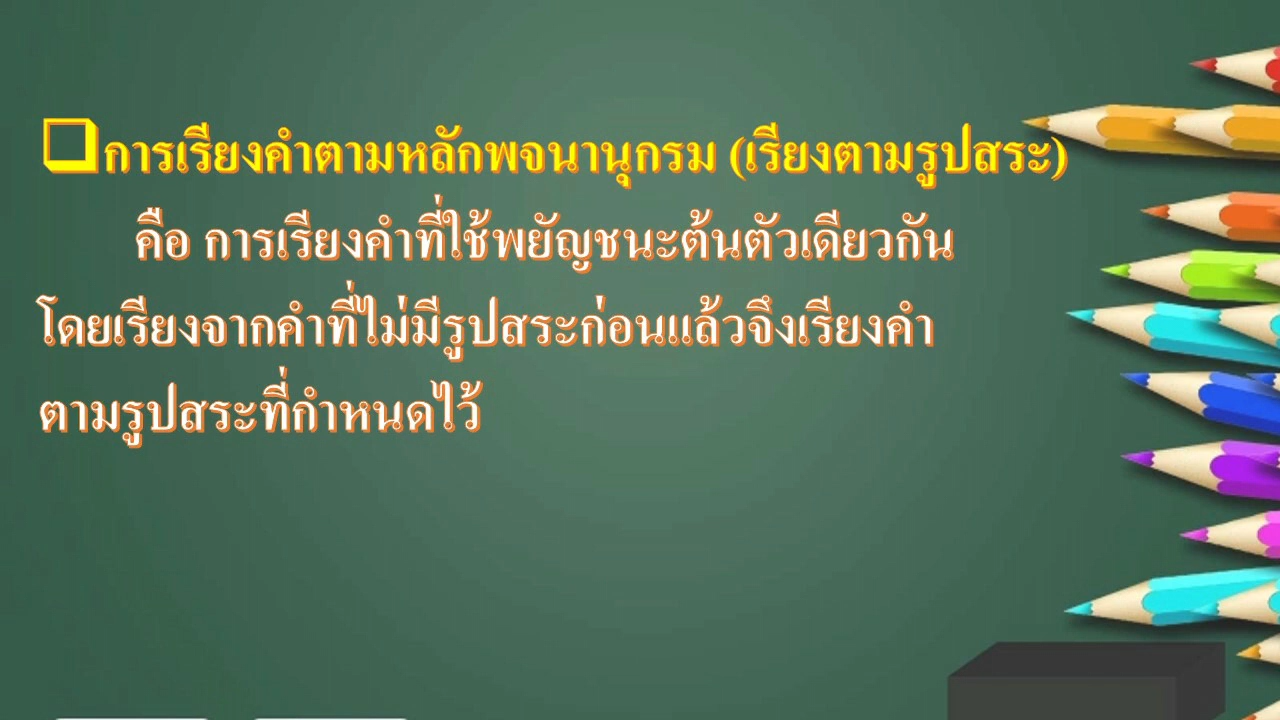 ❑การเรียงคำตามหลักพจนานุกรม (เรียงตามรูปสระ)
คือ การเรียงคำที่ใช้พยัญชนะต้นตัวเดียวกัน
โดยเรียงจากคำที่ไม่มีรูปสระก่อนแล้วจึงเรียงคำ
ตามรูปสระที่กำหนดไว้